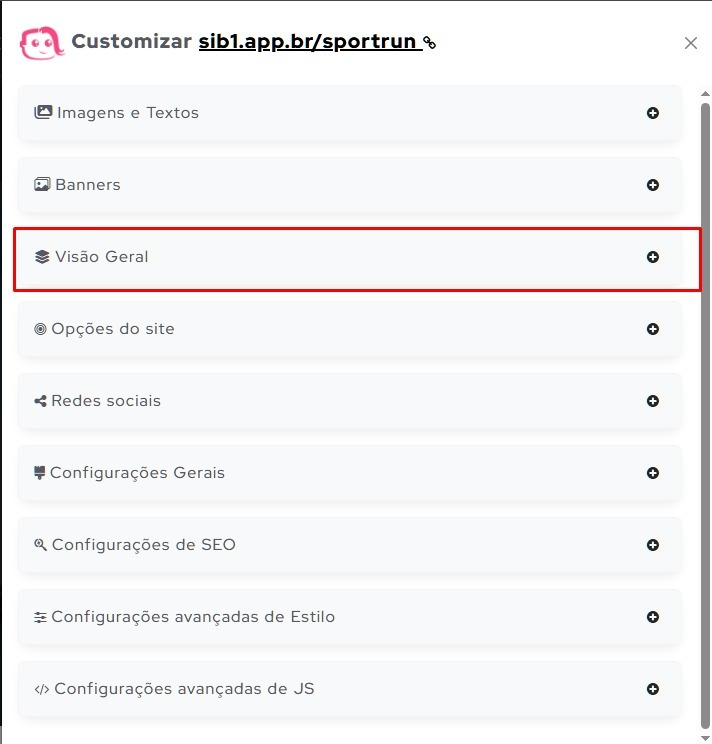 Customizar sib1.app.br/sportrun
Imagens e Textos
Banners
Visão Geral
Opções do site
Redes sociais
Configurações Gerais
Configurações de SEO
Configurações avançadas de Estilo
Configurações avançadas de JS